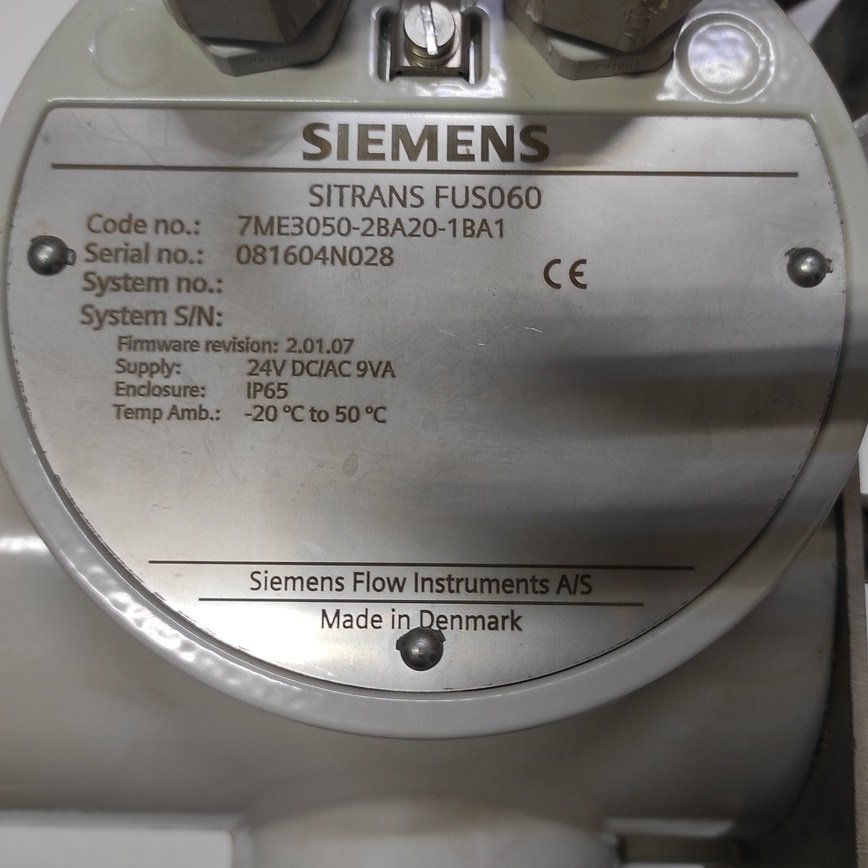 SIEMENS
SITRANS FUS060
Code no.: 7ME3050-2BA20-1BA1
Serial no.: 081604N028
CE
System no.:
System S/N:
Firmware revision: 2.01.07
Supply: 24V DC/AC 9VA
Enclosure: IP65
Temp Amb.: -20 ºC to 50 ºC
Siemens Flow Instruments A/S
Made in Denmark